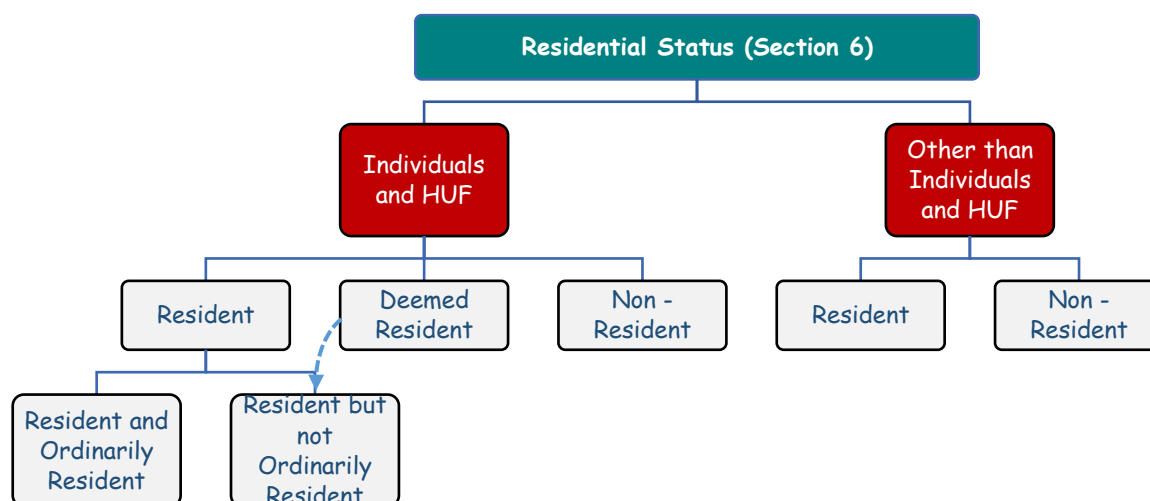 Residential Status (Section 6)
Individuals
and HUF
Other than
Individuals
and HUF
Resident
Deemed
Resident
Non -
Resident
Resident
Non -
Resident
Resident and
Ordinarily
Resident
Resident but
not
Ordinarily
Resident